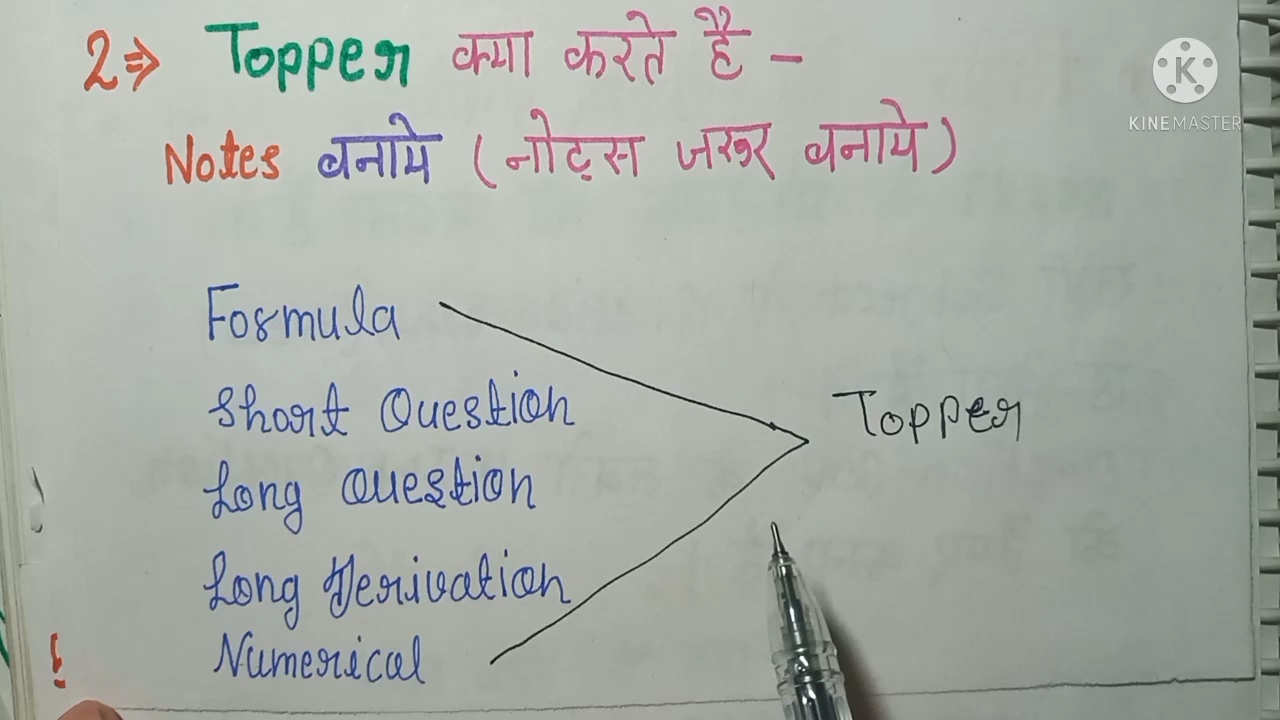 2⇒ Topper क्या करते है -
KINEMASTER
Notes बनाये (नोट्स जरुर बनाये)
Formula
Short Question
Topper
Long Question
Long Derivation
Numerical